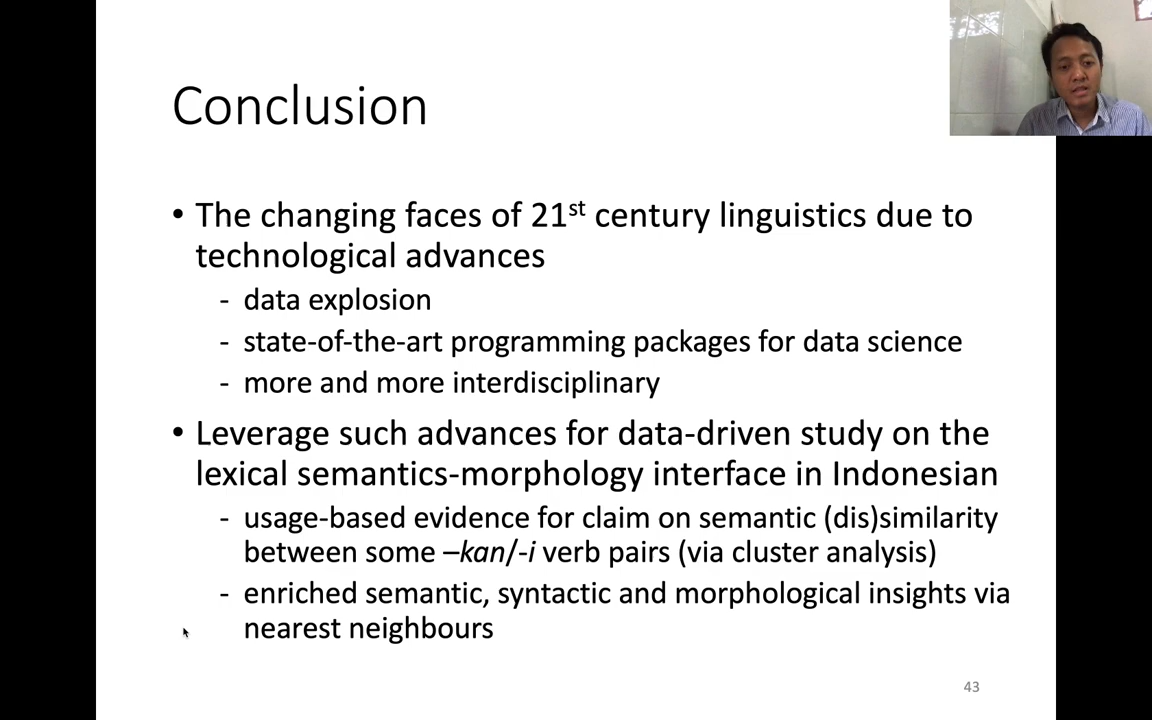 Conclusion
• The changing faces of 21st century linguistics due to
technological advances
- data explosion
- state-of-the-art programming packages for data science
- more and more interdisciplinary
• Leverage such advances for data-driven study on the
lexical semantics-morphology interface in Indonesian
- usage-based evidence for claim on semantic (dis)similarity
between some –kan/-i verb pairs (via cluster analysis)
- enriched semantic, syntactic and morphological insights via
nearest neighbours
43